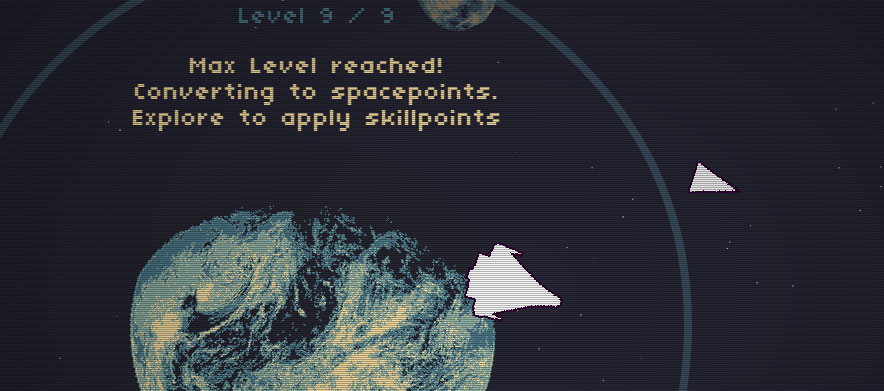 Level 9 / 9
Max Level reached!
Converting to spacepoints.
Explore to apply skillpoints